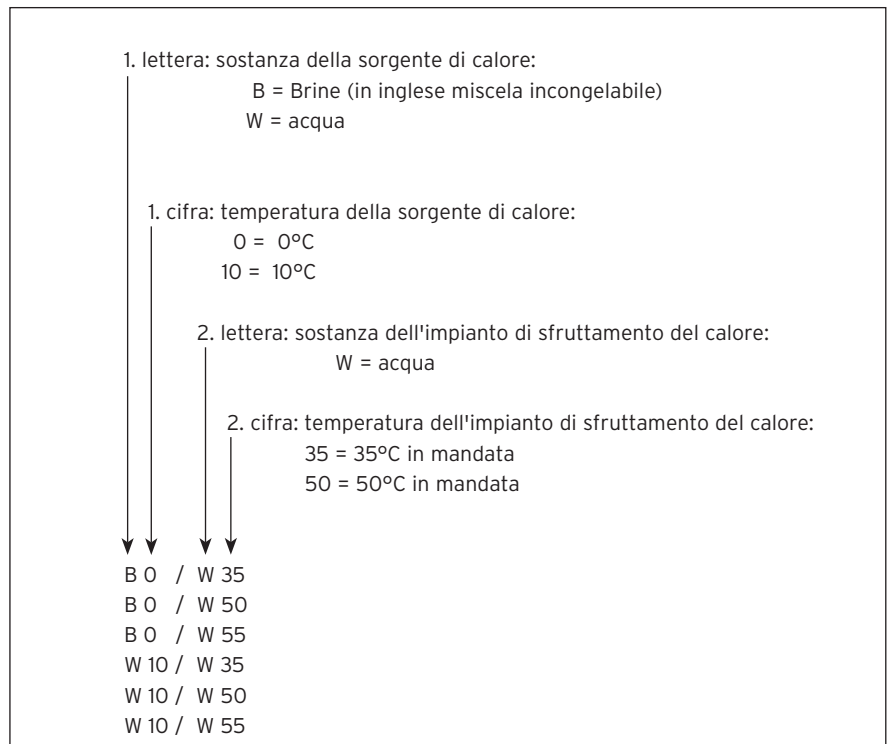 1. lettera: sostanza della sorgente di calore:
B = Brine (in inglese miscela incongelabile)
W = acqua
1. cifra: temperatura della sorgente di calore:
0 = 0°C
10 = 10°C
2. lettera: sostanza dell'impianto di sfruttamento del calore:
W = acqua
2. cifra: temperatura dell'impianto di sfruttamento del calore:
35 = 35°C in mandata
50 = 50°C in mandata
B 0 / W 35
B 0 / W 50
B 0 / W 55
W 10 / W 35
W 10 / W 50
W 10 / W 55